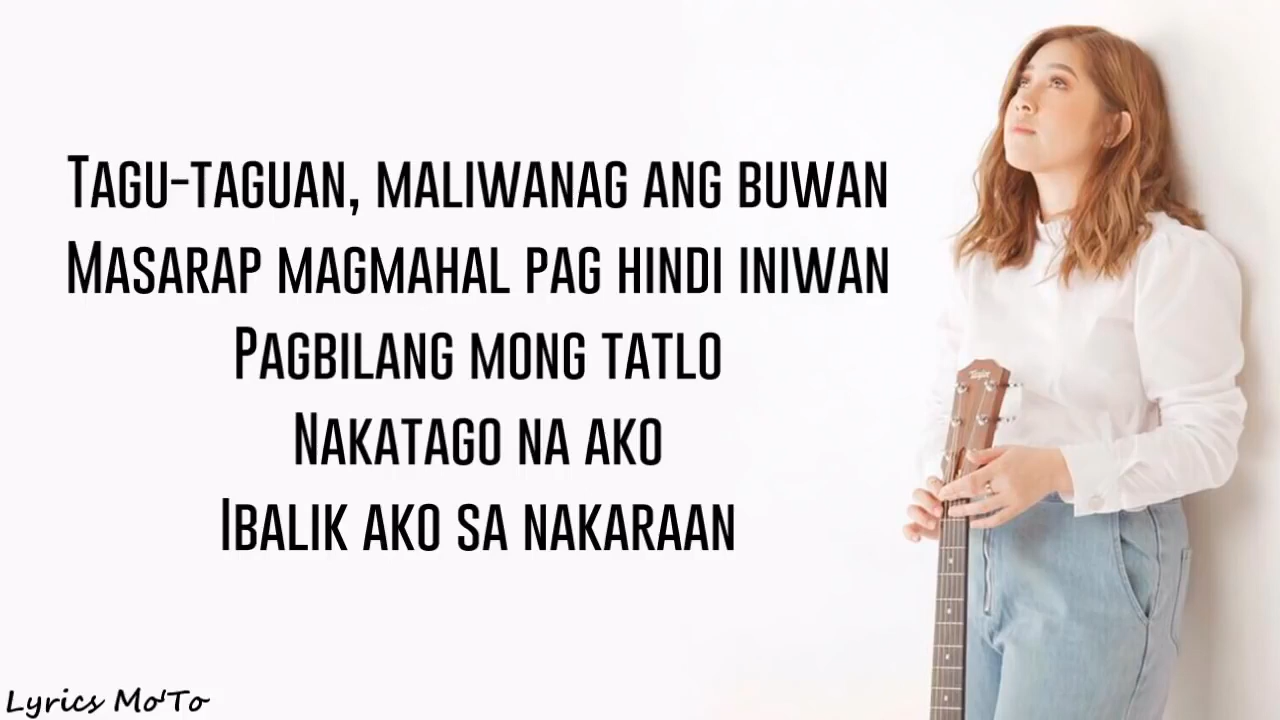 Tagu-taguan, maliwanag ang buwan
Masarap magmahal pag hindi iniwan
Pagbilang mong tatlo
Nakatago na ako
Ibalik ako sa nakaraan
Taylor
Lyrics Mo'To